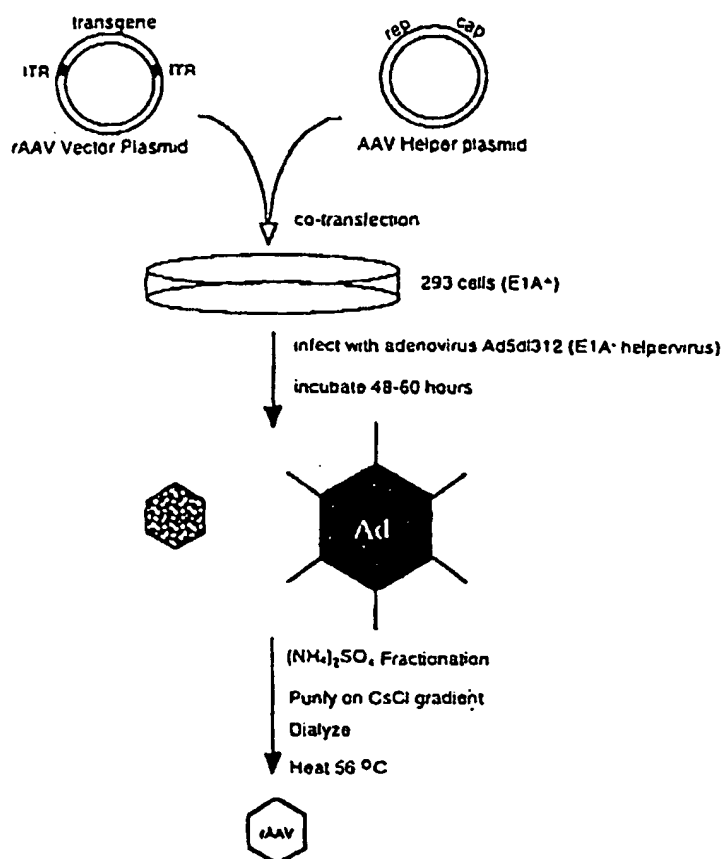 transgene
ITR
ITR
rAAV Vector Plasmid
rep
cap
AAV Helper plasmid
co-transfection
293 cells (E1A⁺)
infect with adenovirus Ad5dl312 (E1A⁻ helpervirus)
incubate 48-60 hours
Ad
(NH₄)₂SO₄ Fractionation
Purify on CsCl gradient
Dialyze
Heat 56 ºC
rAAV